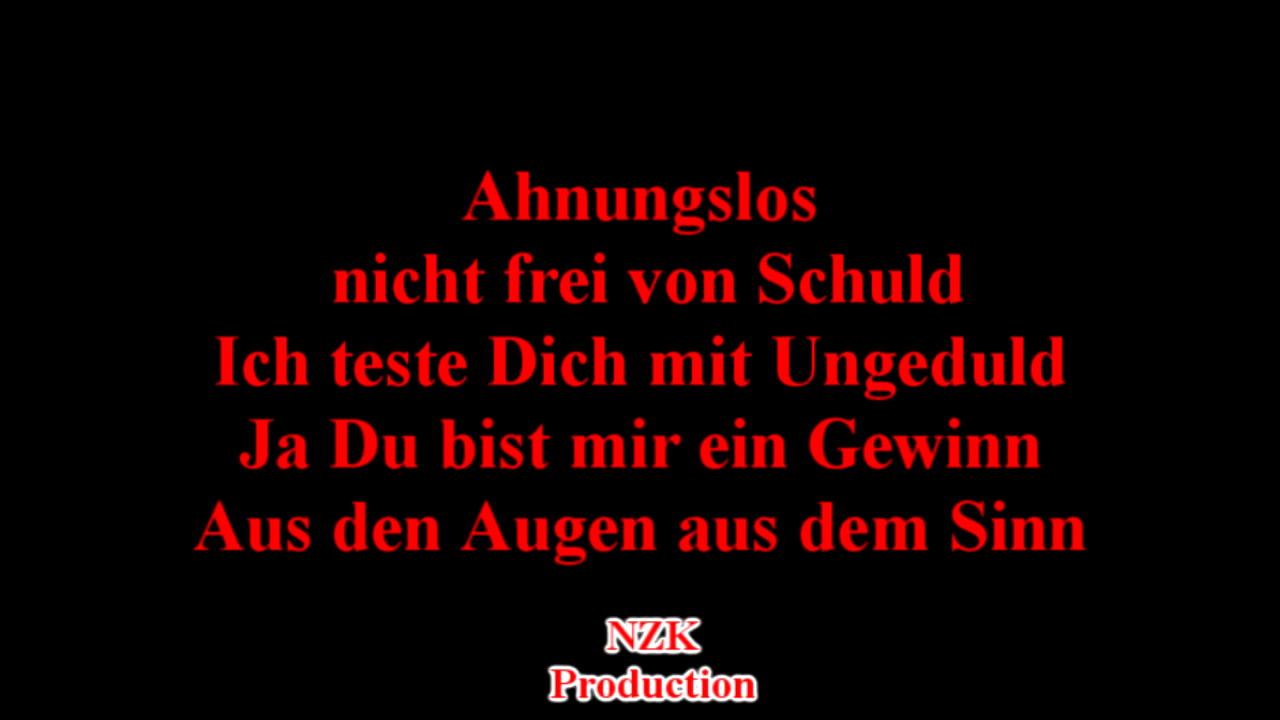 Ahnungslos
nicht frei von Schuld
Ich teste Dich mit Ungeduld
Ja Du bist mir ein Gewinn
Aus den Augen aus dem Sinn
NZK
Production